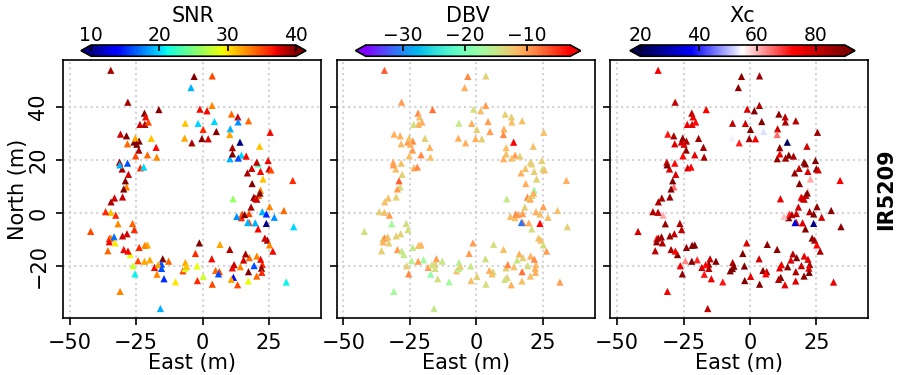 SNR DBV Xc
10 20 30 40 −30 −20 −10 20 40 60 80
North (m)
40
20
0
−20
−50 −25 0 25 −50 −25 0 25 −50 −25 0 25
East (m) East (m) East (m)
IR5209